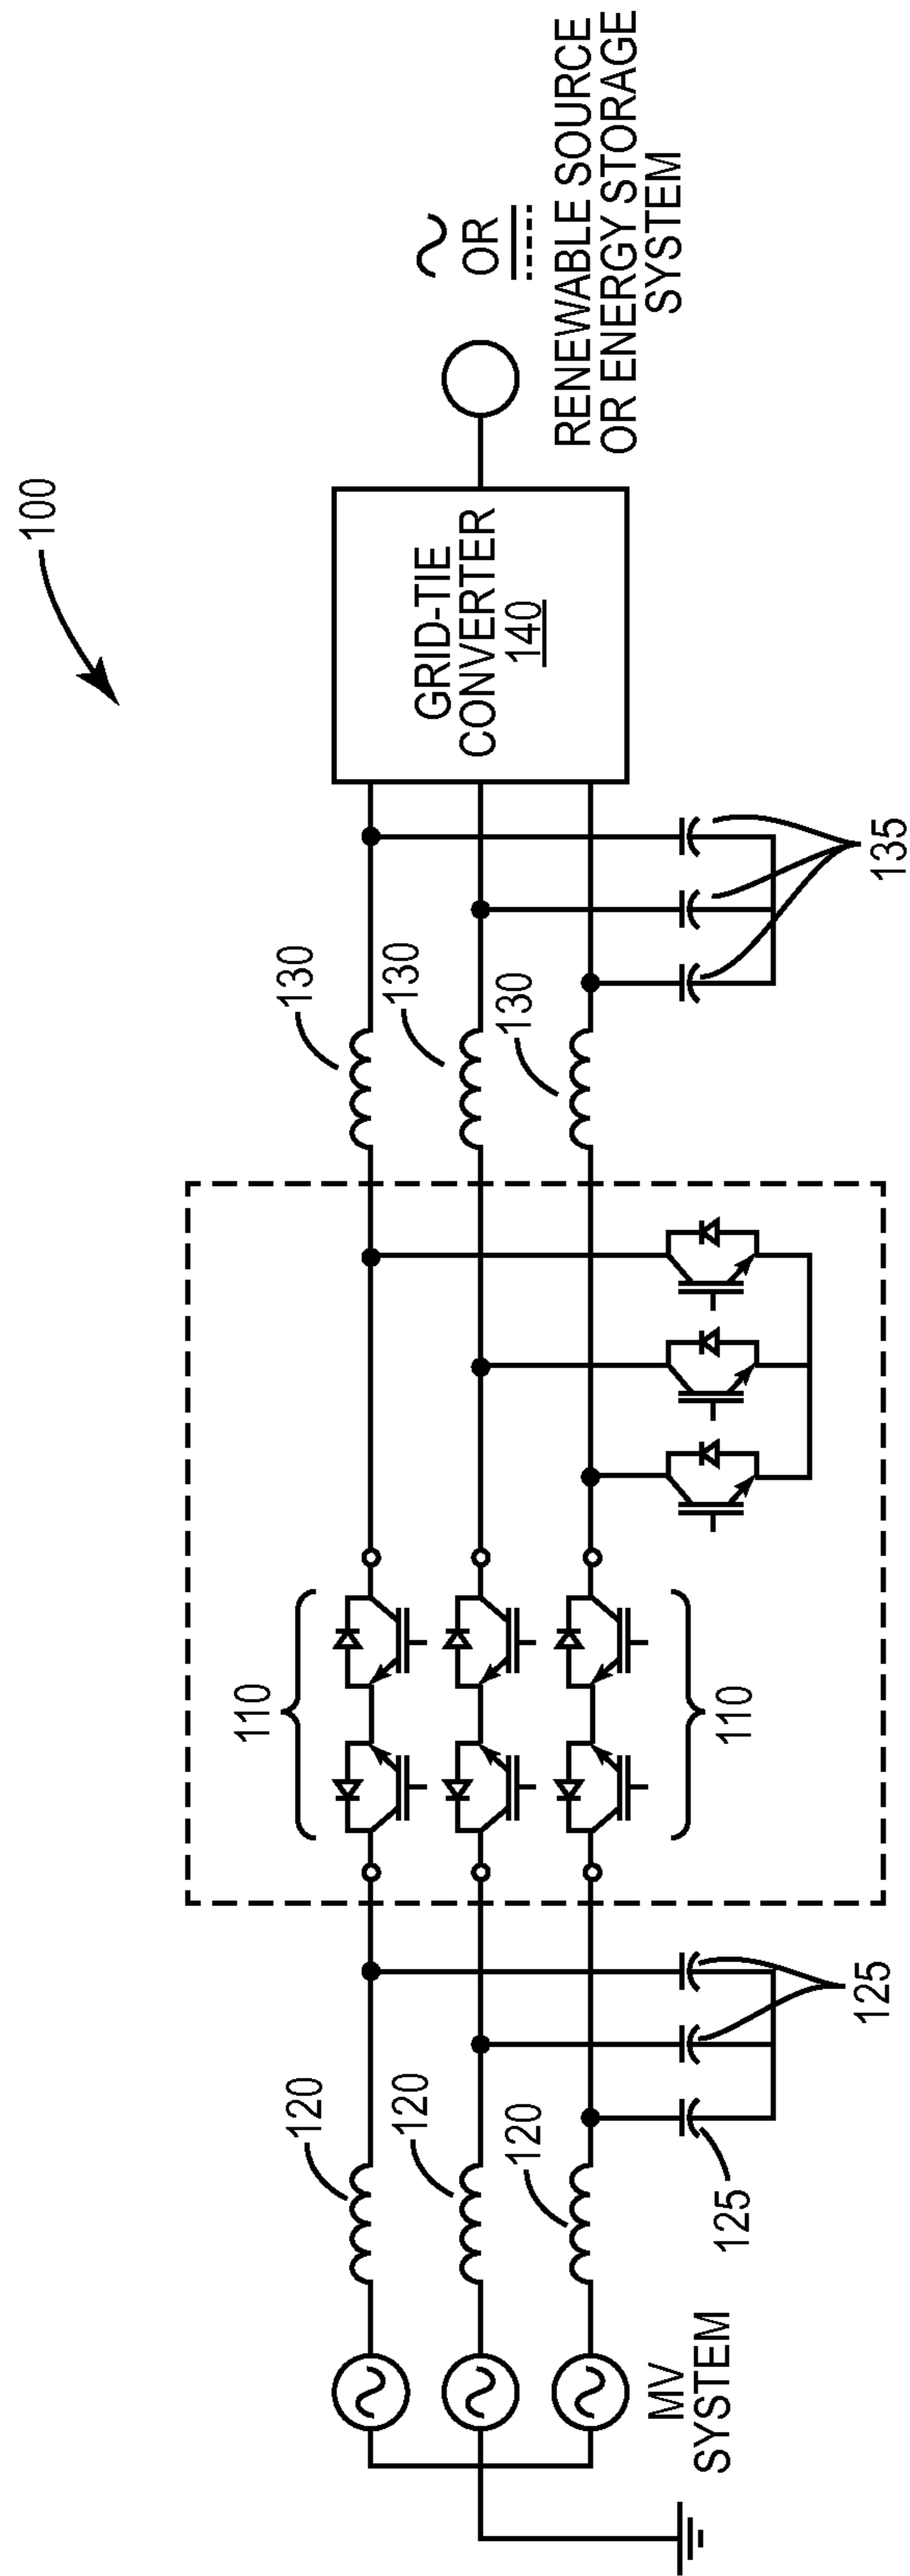 100
∼
OR
RENEWABLE SOURCE
OR ENERGY STORAGE
SYSTEM
GRID-TIE
CONVERTER
140
130
130
130
135
110
110
120
120
120
125
125
MV
SYSTEM